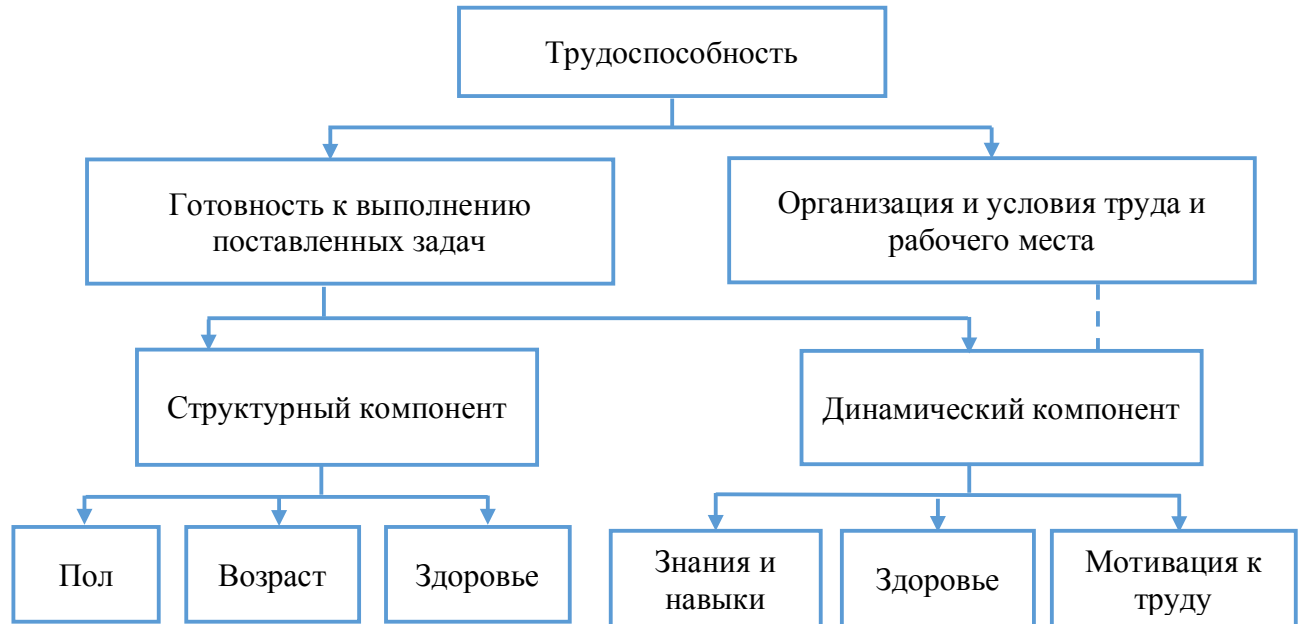 Трудоспособность
Готовность к выполнению
поставленных задач
Организация и условия труда и
рабочего места
Структурный компонент
Динамический компонент
Пол
Возраст
Здоровье
Знания и
навыки
Здоровье
Мотивация к
труду